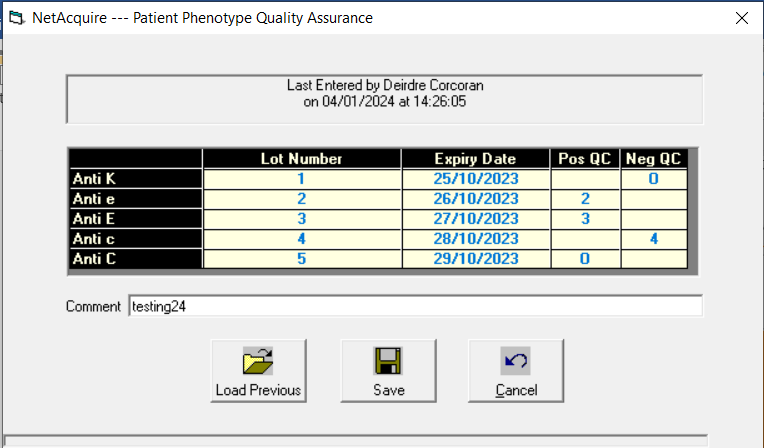 NetAcquire --- Patient Phenotype Quality Assurance
Last Entered by Deirdre Corcoran
on 04/01/2024 at 14:26:05
Lot Number Expiry Date Pos QC Neg QC
Anti K 1 25/10/2023 0
Anti e 2 26/10/2023 2
Anti E 3 27/10/2023 3
Anti c 4 28/10/2023 4
Anti C 5 29/10/2023 0
Comment testing24
Load Previous Save Cancel